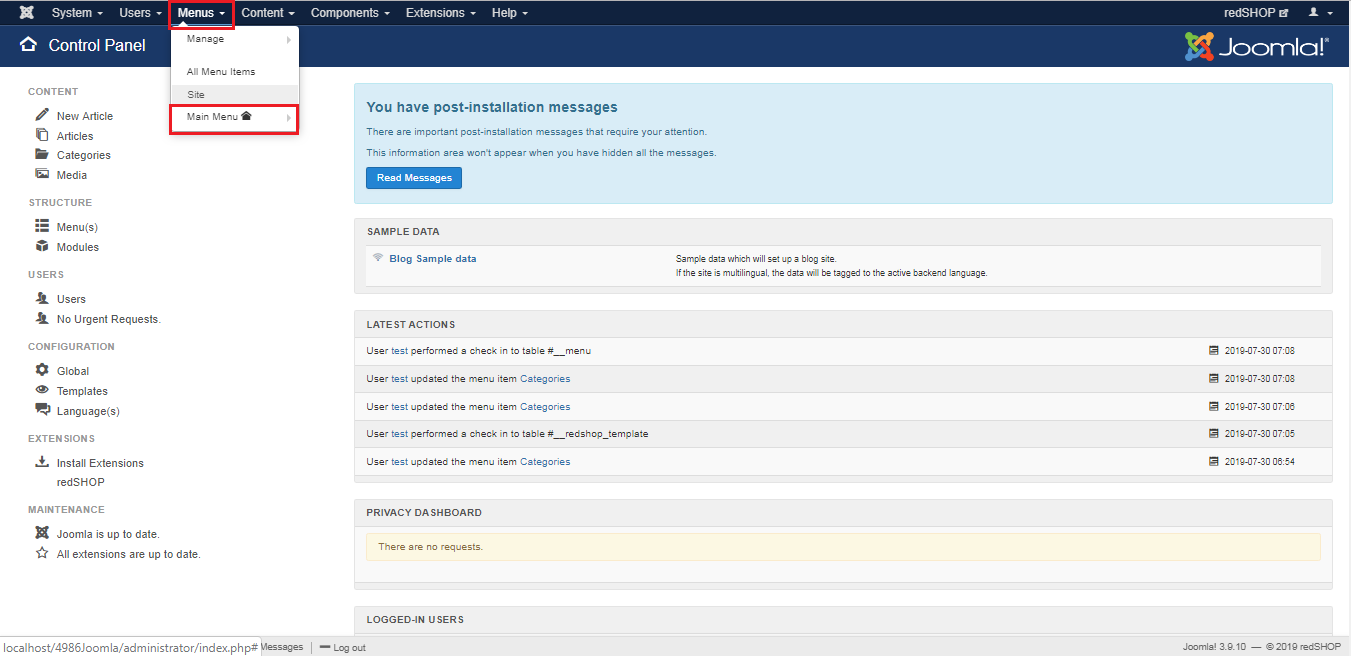 System Users Menus Content Components Extensions Help redSHOP
Control Panel Joomla!®
Manage
All Menu Items
Site
Main Menu
CONTENT
New Article
Articles
Categories
Media
STRUCTURE
Menu(s)
Modules
USERS
Users
No Urgent Requests.
CONFIGURATION
Global
Templates
Language(s)
EXTENSIONS
Install Extensions
redSHOP
MAINTENANCE
Joomla is up to date.
All extensions are up to date.
You have post-installation messages
There are important post-installation messages that require your attention.
This information area won't appear when you have hidden all the messages.
Read Messages
SAMPLE DATA
Blog Sample data Sample data which will set up a blog site.
If the site is multilingual, the data will be tagged to the active backend language.
LATEST ACTIONS
User test performed a check in to table #__menu 2019-07-30 07:08
User test updated the menu item Categories 2019-07-30 07:08
User test updated the menu item Categories 2019-07-30 07:06
User test performed a check in to table #__redshop_template 2019-07-30 07:05
User test updated the menu item Categories 2019-07-30 06:54
PRIVACY DASHBOARD
There are no requests.
LOGGED-IN USERS
localhost/4986Joomla/administrator/index.php# Messages Log out Joomla! 3.9.10 — © 2019 redSHOP